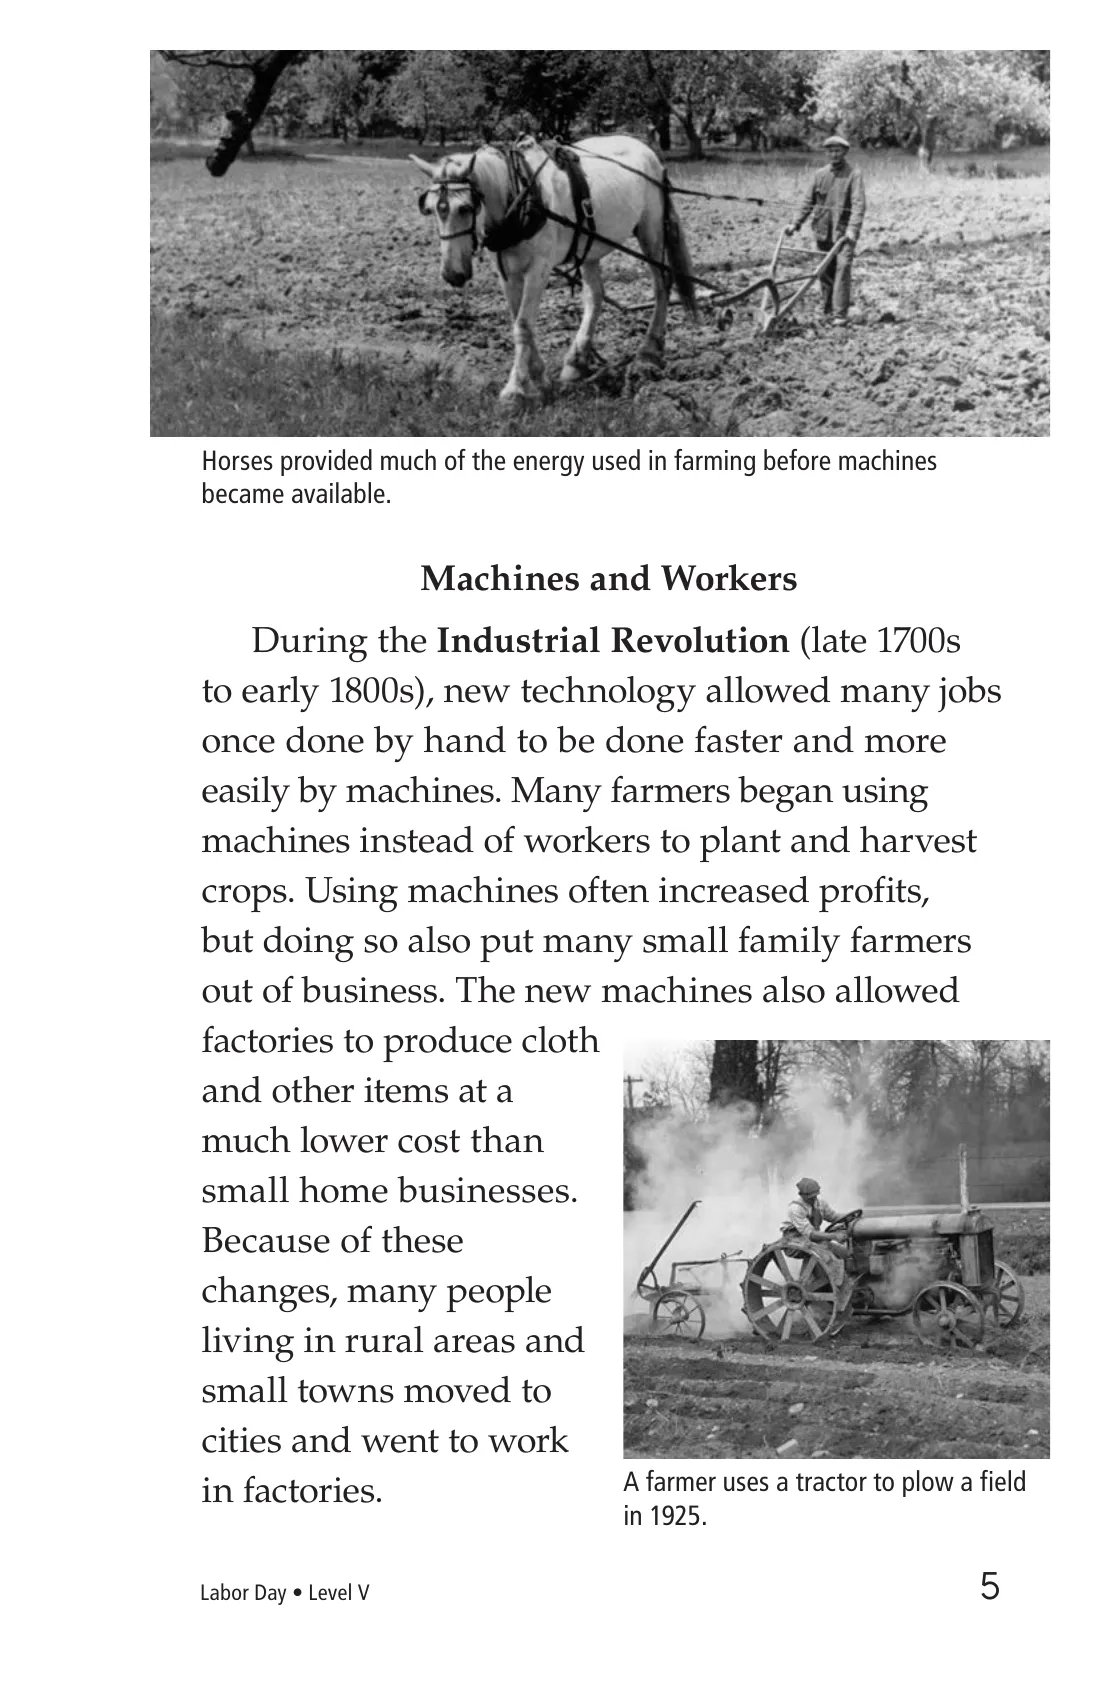 Horses provided much of the energy used in farming before machines
became available.
Machines and Workers
During the Industrial Revolution (late 1700s
to early 1800s), new technology allowed many jobs
once done by hand to be done faster and more
easily by machines. Many farmers began using
machines instead of workers to plant and harvest
crops. Using machines often increased profits,
but doing so also put many small family farmers
out of business. The new machines also allowed
factories to produce cloth
and other items at a
much lower cost than
small home businesses.
Because of these
changes, many people
living in rural areas and
small towns moved to
cities and went to work
in factories.
A farmer uses a tractor to plow a field
in 1925.
Labor Day • Level V
5